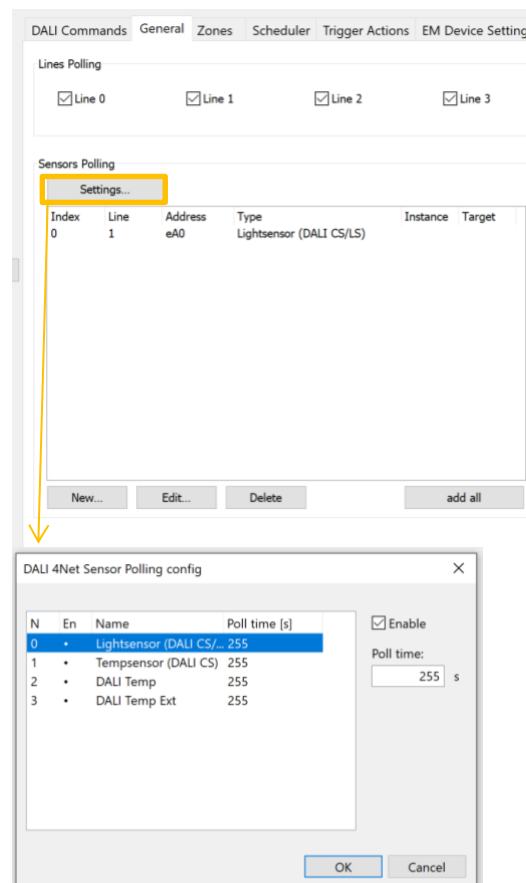 DALI Commands General Zones Scheduler Trigger Actions EM Device Setting
Lines Polling
Line 0 Line 1 Line 2 Line 3
Sensors Polling
Settings...
Index Line Address Type Instance Target
0 1 eA0 Lightsensor (DALI CS/LS)
New... Edit... Delete add all
DALI 4Net Sensor Polling config
N En Name Poll time [s]
0 • Lightsensor (DALI CS/... 255
1 • Tempsensor (DALI CS) 255
2 • DALI Temp 255
3 • DALI Temp Ext 255
Enable
Poll time:
255 s
OK Cancel